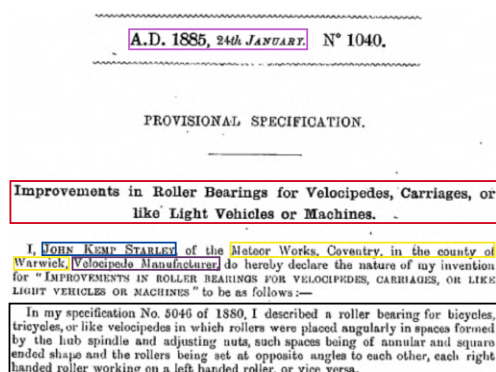 A.D. 1885, 24th JANUARY. N° 1040.
PROVISIONAL SPECIFICATION.
Improvements in Roller Bearings for Velocipedes, Carriages, or
like Light Vehicles or Machines.
I, JOHN KEMP STARLEY of the Meteor Works, Coventry, in the county of
Warwick, Velocipede Manufacturer, do hereby declare the nature of my invention
for "IMPROVEMENTS IN ROLLER BEARINGS FOR VELOCIPEDES, CARRIAGES, OR LIKE
LIGHT VEHICLES OR MACHINES" to be as follows:—
In my specification No. 5046 of 1880, I described a roller bearing for bicycles,
tricycles, or like velocipedes in which rollers were placed angularly in spaces formed
by the hub spindle and adjusting nuts, such spaces being of annular and square
ended shape and the rollers being set at opposite angles to each other, each right
handed roller working on a left handed roller, or vice versa.